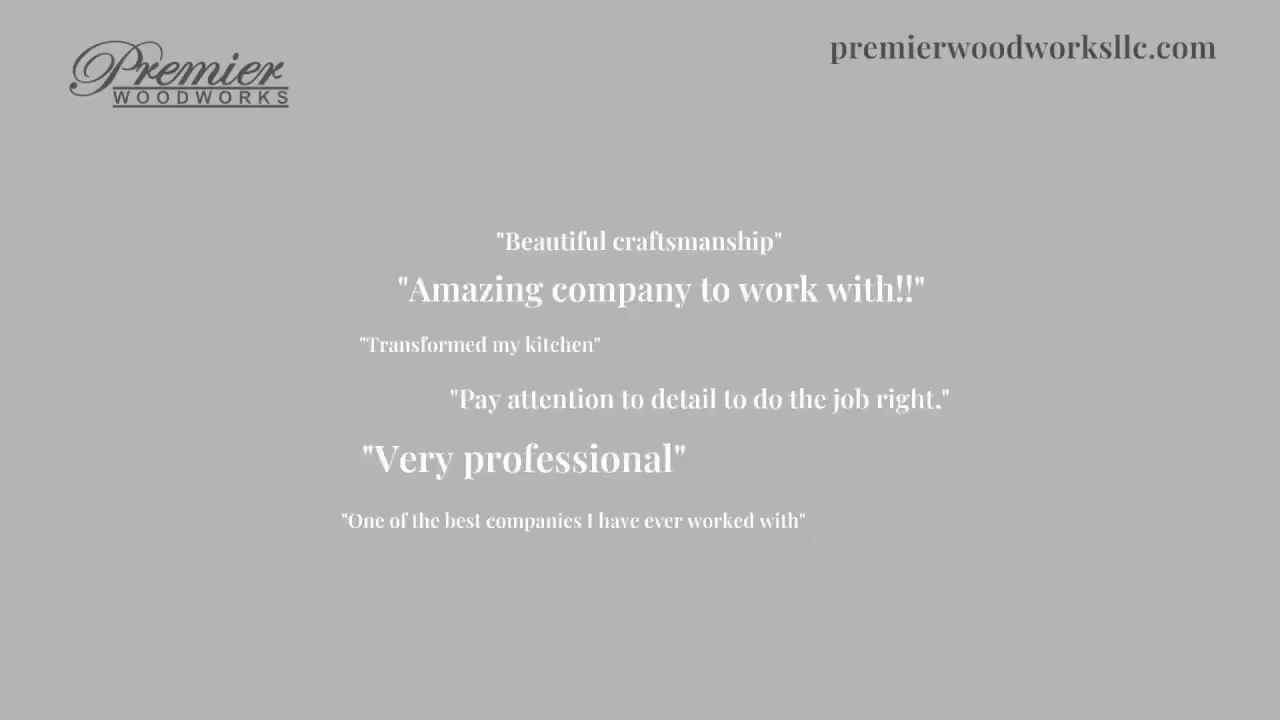 Premier
WOODWORKS
premierwoodworksllc.com
"Beautiful craftsmanship"
"Amazing company to work with!!"
"Transformed my kitchen"
"Pay attention to detail to do the job right."
"Very professional"
"One of the best companies I have ever worked with"